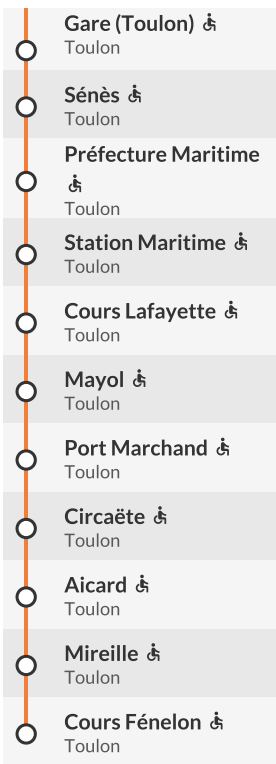 Gare (Toulon)
Toulon
Sénès
Toulon
Préfecture Maritime
Toulon
Station Maritime
Toulon
Cours Lafayette
Toulon
Mayol
Toulon
Port Marchand
Toulon
Circaëte
Toulon
Aicard
Toulon
Mireille
Toulon
Cours Fénelon
Toulon